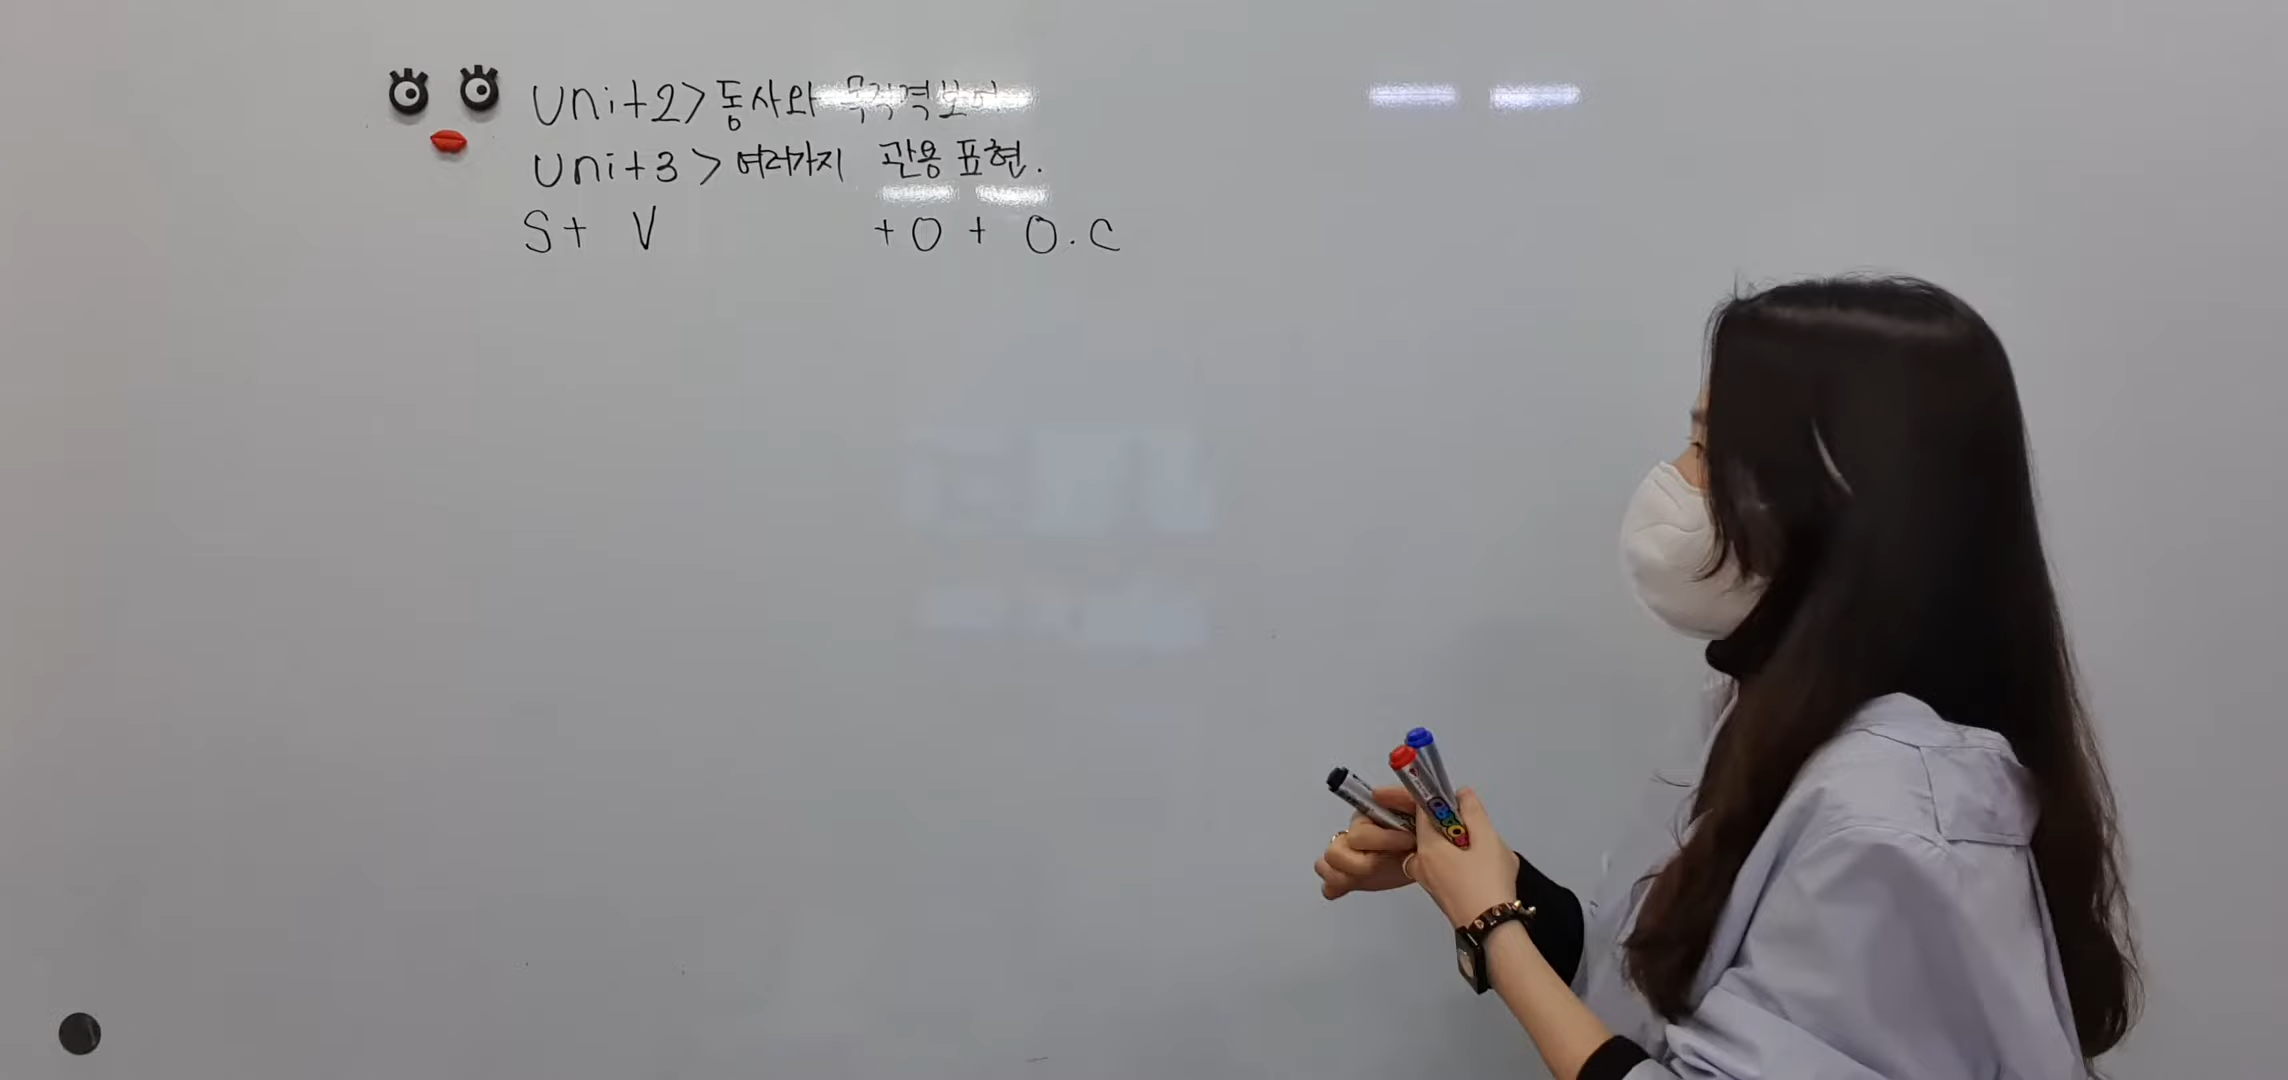 Unit2> 동사와 목적격보어.
Unit3 > 여러가지 관용 표현.
S+ V +O + O.C